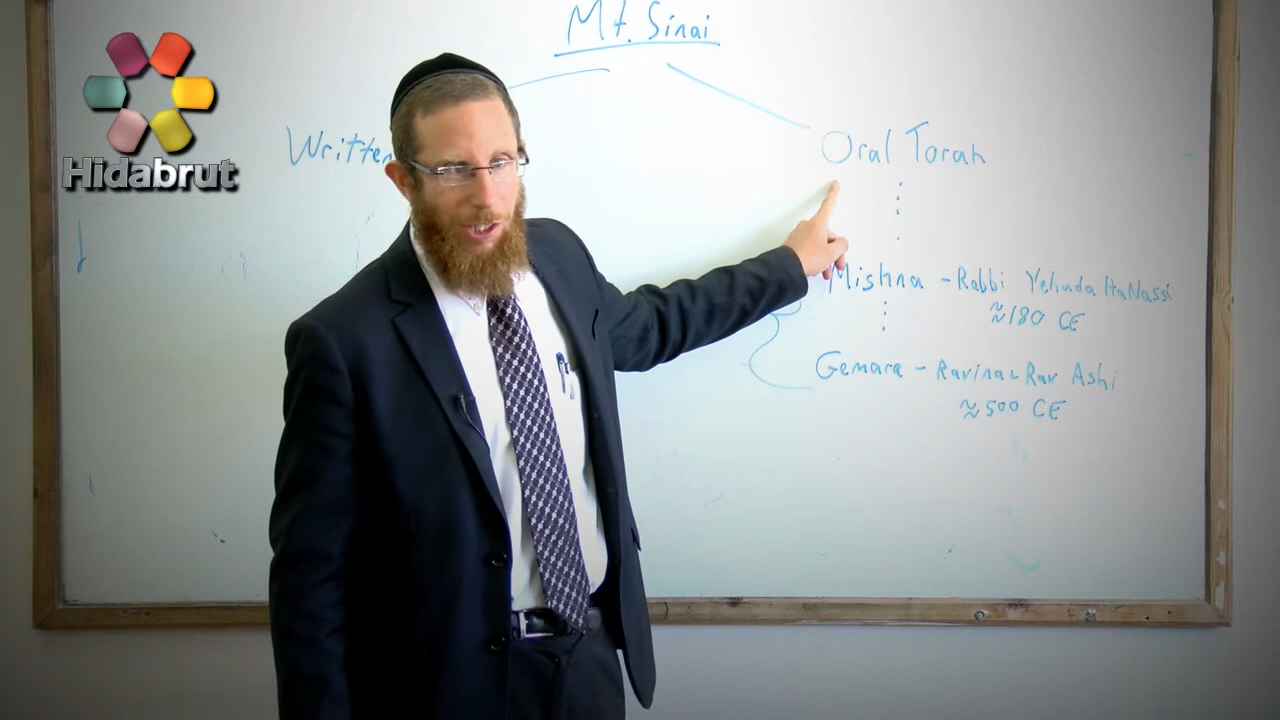 Mt. Sinai
Hidabrut
Written
Oral Torah
Mishna - Rabbi Yehuda HaNassi
≈180 CE
Gemara - Ravina & Rav Ashi
≈500 CE